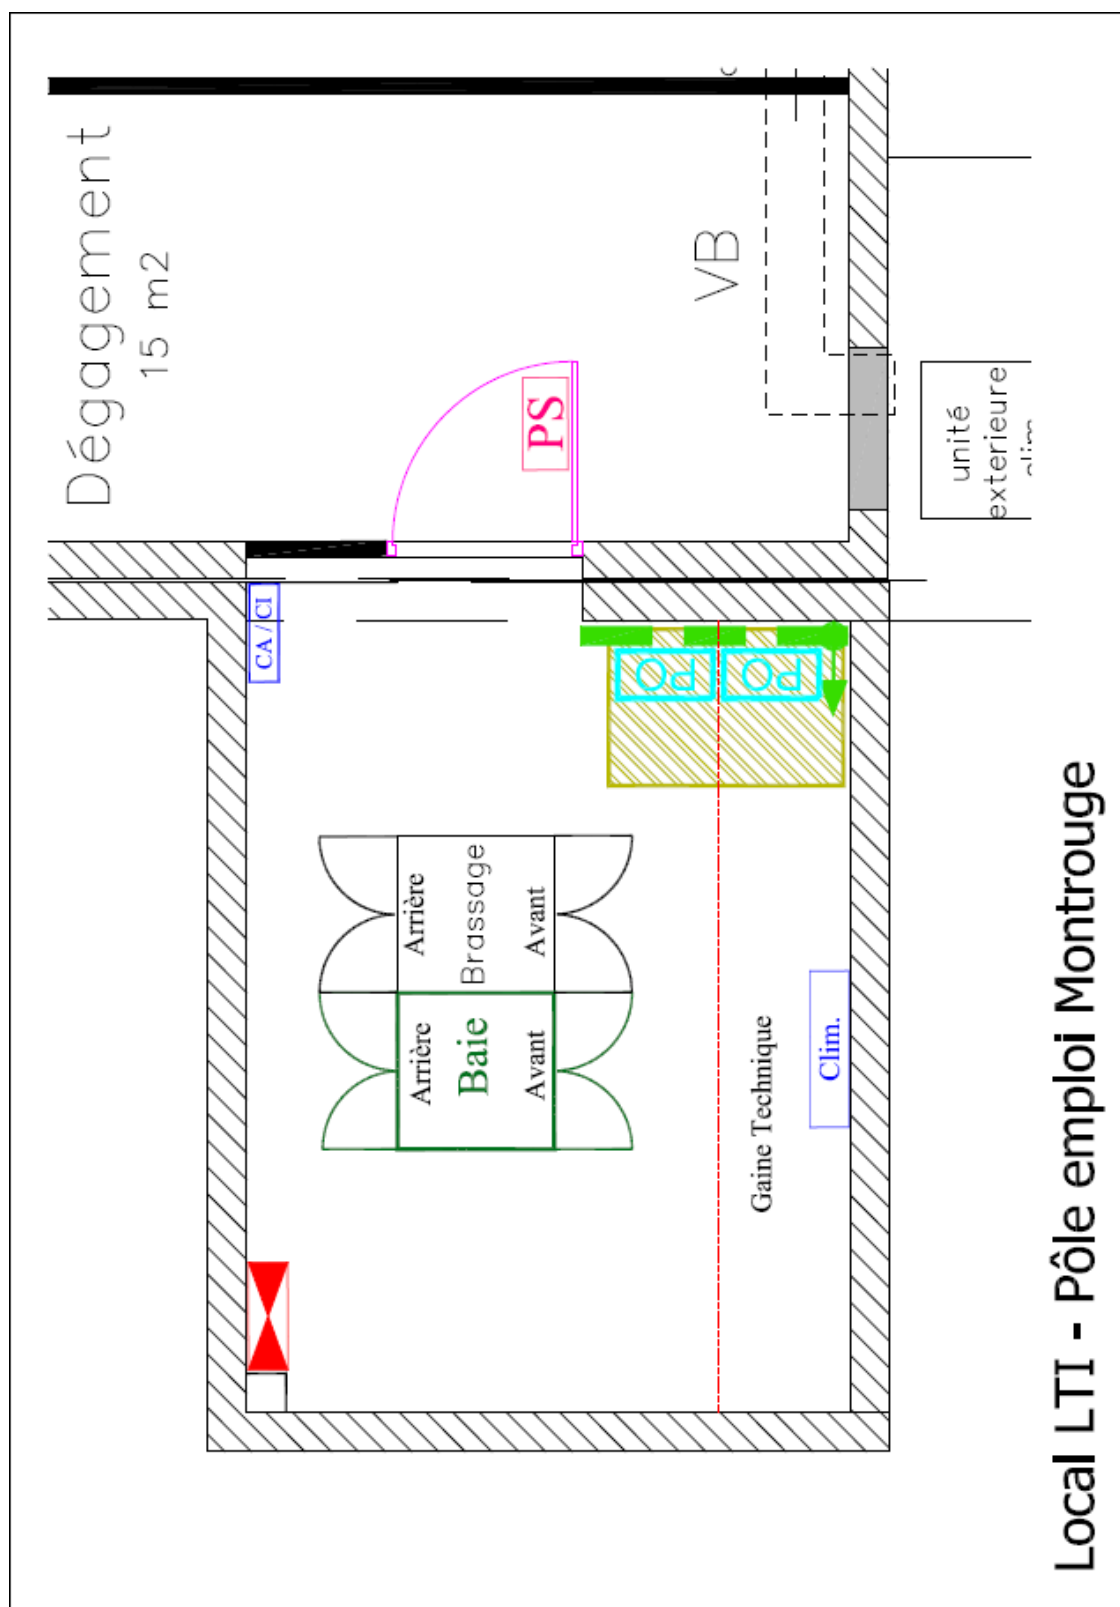 Dégagement
15 m2
VB
PS
unité
exterieure
clim
CA / CI
PO
PO
Arrière
Brassage
Avant
Arrière
Baie
Avant
Gaine Technique
Clim.
Local LTI - Pôle emploi Montrouge